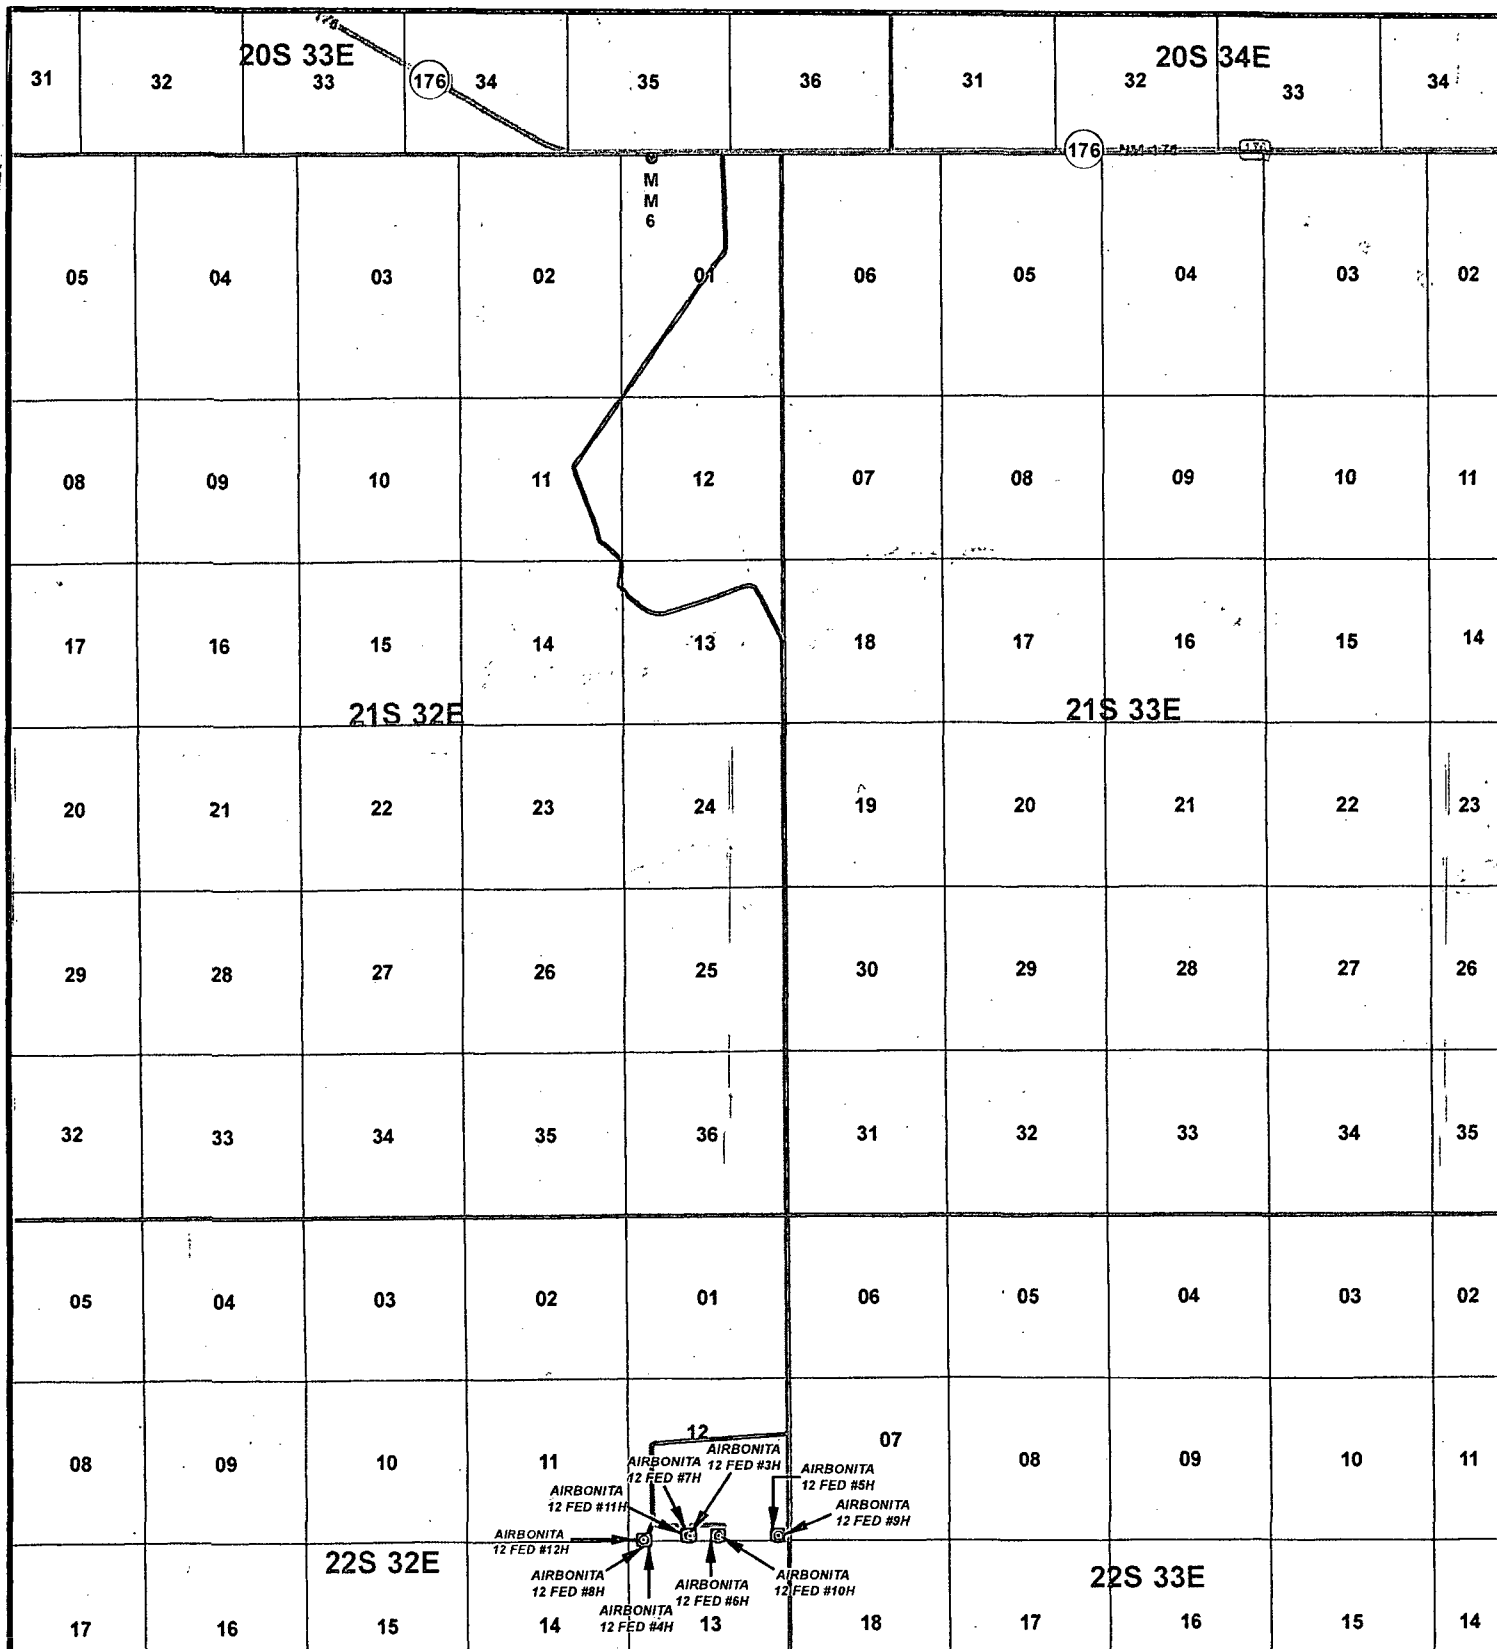 20S 33E
20S 34E
31 32 33 176 34 35 36 31 32 33 34
176
M
M
6
05 04 03 02 01 06 05 04 03 02
08 09 10 11 12 07 08 09 10 11
17 16 15 14 13 18 17 16 15 14
21S 32E
21S 33E
20 21 22 23 24 19 20 21 22 23
29 28 27 26 25 30 29 28 27 26
32 33 34 35 36 31 32 33 34 35
05 04 03 02 01 06 05 04 03 02
08 09 10 11 12 07 08 09 10 11
AIRBONITA
12 FED #7H
AIRBONITA
12 FED #3H
AIRBONITA
12 FED #5H
AIRBONITA
12 FED #11H
AIRBONITA
12 FED #9H
AIRBONITA
12 FED #12H
AIRBONITA
12 FED #8H
AIRBONITA
12 FED #4H
AIRBONITA
12 FED #6H
AIRBONITA
12 FED #10H
22S 32E
22S 33E
17 16 15 14 13 18 17 16 15 14